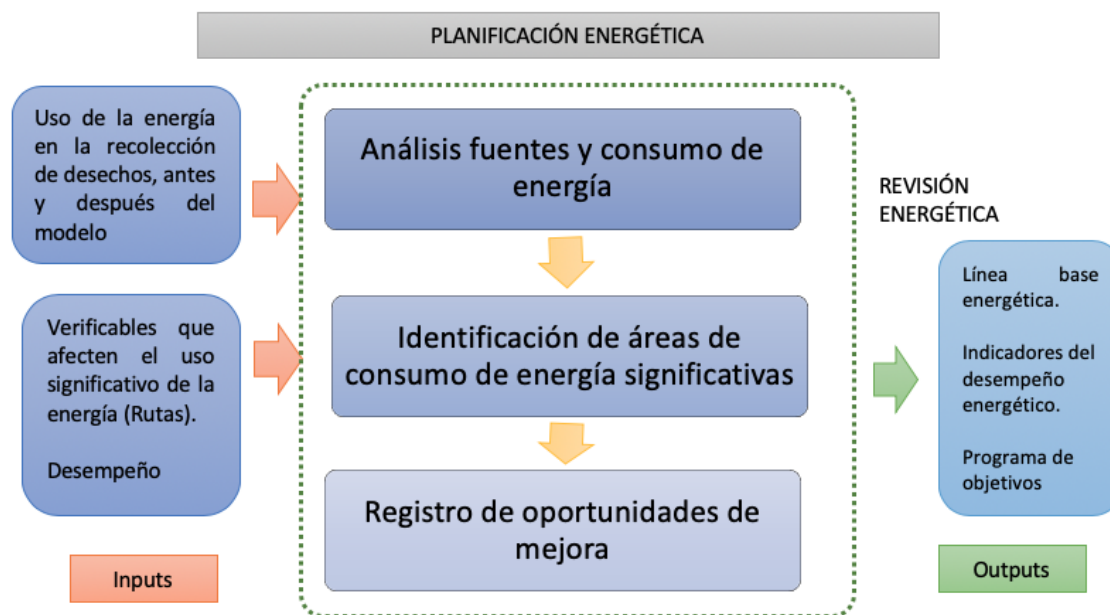 PLANIFICACIÓN ENERGÉTICA
Uso de la energía
en la recolección
de desechos, antes
y después del
modelo
Verificables que
afecten el uso
significativo de la
energía (Rutas).
Desempeño
Inputs
Análisis fuentes y consumo de
energía
Identificación de áreas de
consumo de energía significativas
Registro de oportunidades de
mejora
REVISIÓN
ENERGÉTICA
Línea base
energética.
Indicadores del
desempeño
energético.
Programa de
objetivos
Outputs